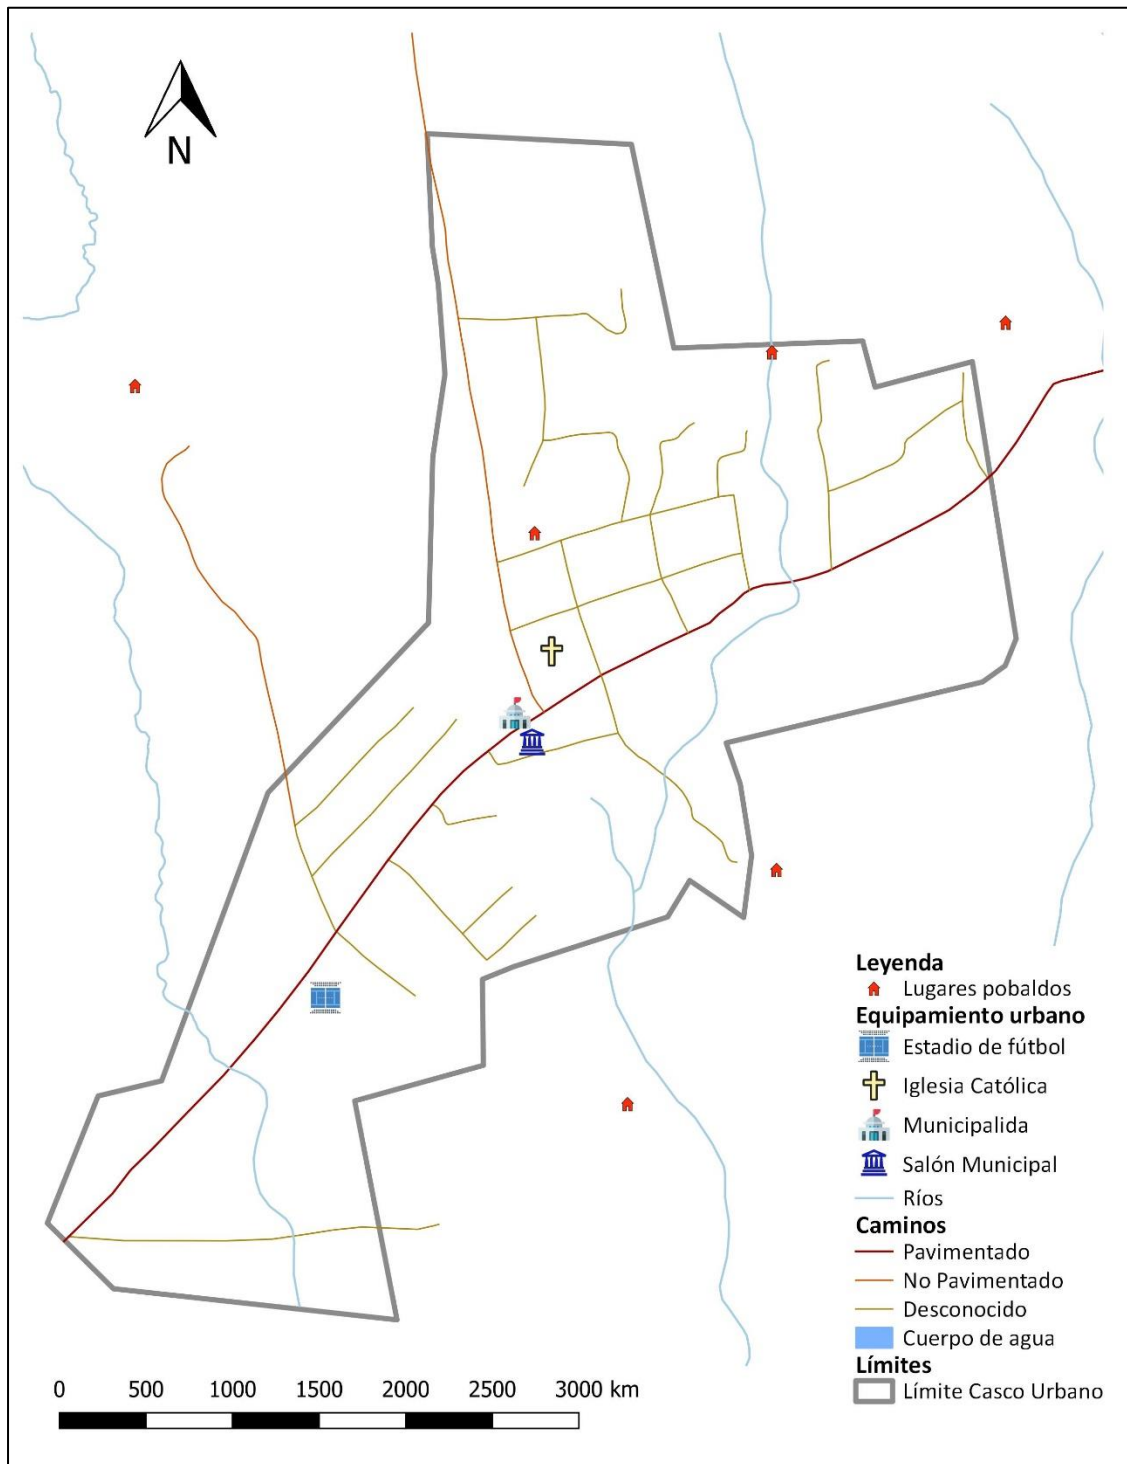 N
Leyenda
Lugares pobaldos
Equipamiento urbano
Estadio de fútbol
Iglesia Católica
Municipalida
Salón Municipal
Ríos
Caminos
Pavimentado
No Pavimentado
Desconocido
Cuerpo de agua
Límites
Límite Casco Urbano
0 500 1000 1500 2000 2500 3000 km